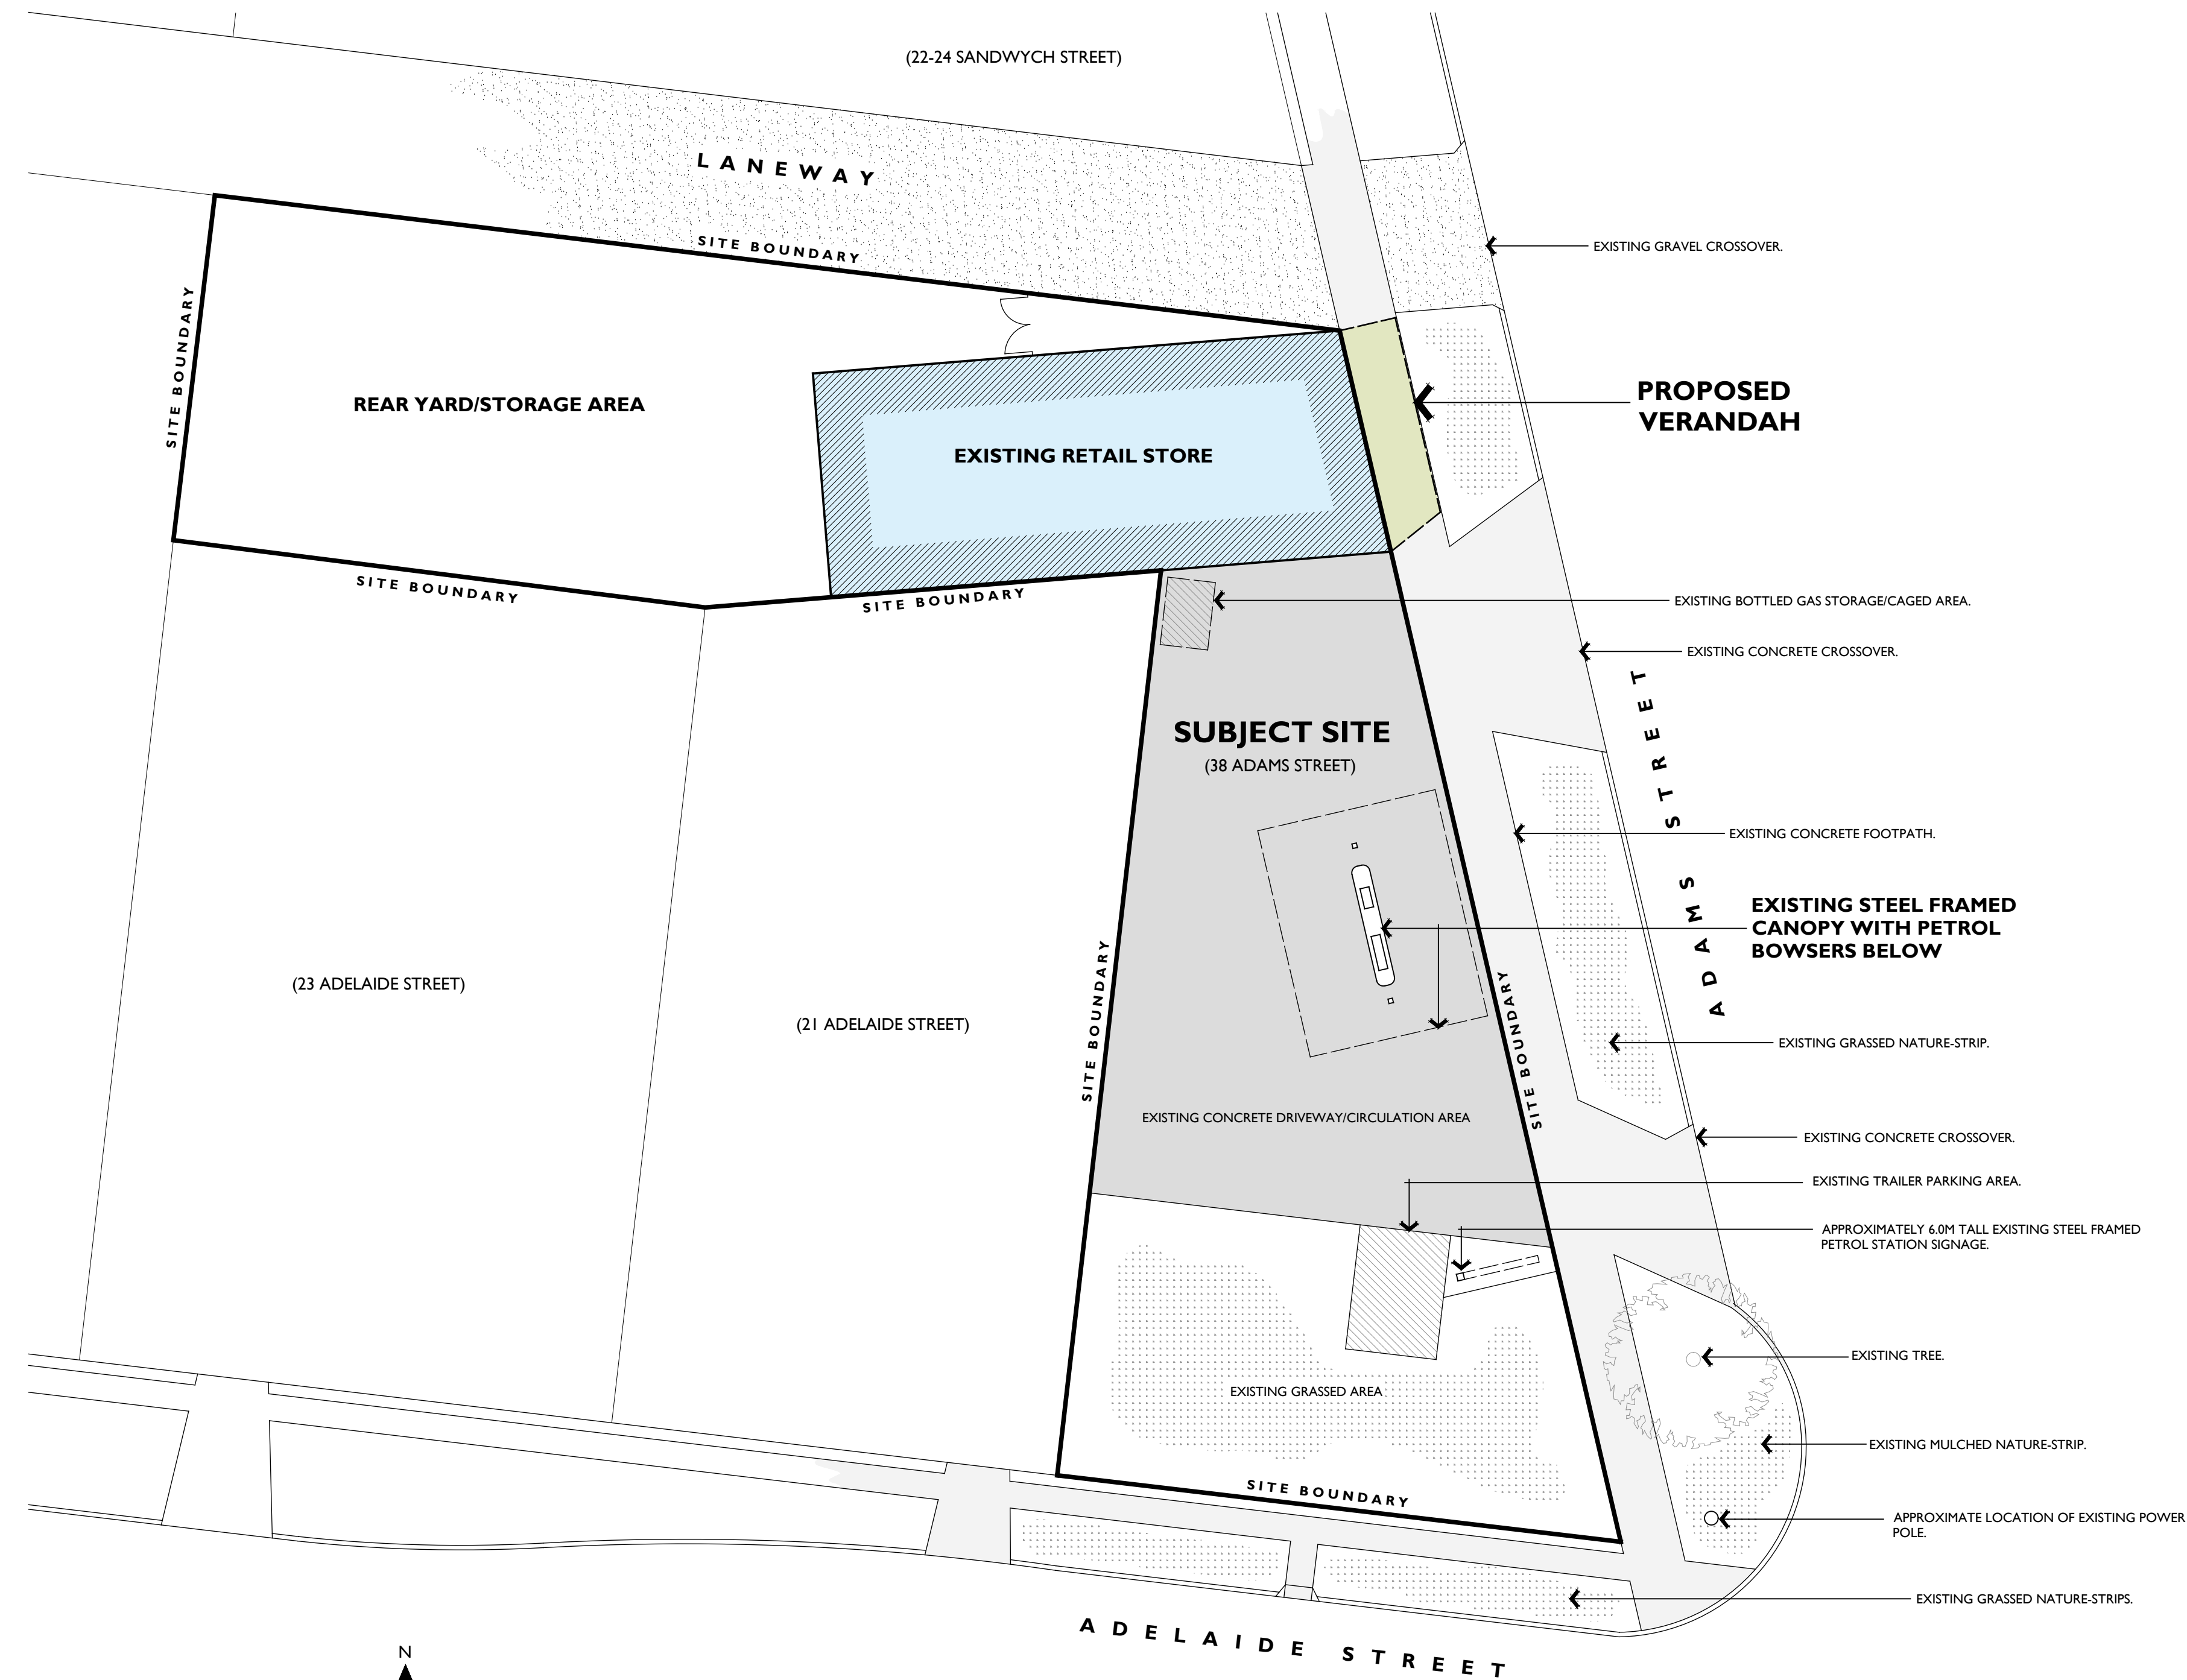 (22-24 SANDWYCH STREET)
LANEWAY
SITE BOUNDARY
EXISTING GRAVEL CROSSOVER.
SITE BOUNDARY
REAR YARD/STORAGE AREA
PROPOSED
VERANDAH
EXISTING RETAIL STORE
SITE BOUNDARY
SITE BOUNDARY
EXISTING BOTTLED GAS STORAGE/CAGED AREA.
EXISTING CONCRETE CROSSOVER.
SUBJECT SITE
(38 ADAMS STREET)
ADAMS STREET
EXISTING CONCRETE FOOTPATH.
EXISTING STEEL FRAMED
CANOPY WITH PETROL
BOWSERS BELOW
(23 ADELAIDE STREET)
(21 ADELAIDE STREET)
SITE BOUNDARY
SITE BOUNDARY
EXISTING GRASSED NATURE-STRIP.
EXISTING CONCRETE DRIVEWAY/CIRCULATION AREA
EXISTING CONCRETE CROSSOVER.
EXISTING TRAILER PARKING AREA.
APPROXIMATELY 6.0M TALL EXISTING STEEL FRAMED
PETROL STATION SIGNAGE.
EXISTING TREE.
EXISTING GRASSED AREA
EXISTING MULCHED NATURE-STRIP.
SITE BOUNDARY
APPROXIMATE LOCATION OF EXISTING POWER
POLE.
EXISTING GRASSED NATURE-STRIPS.
ADELAIDE STREET
N